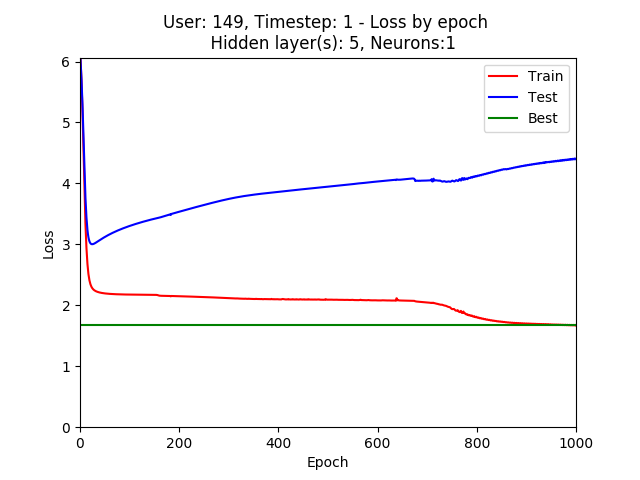 User: 149, Timestep: 1 - Loss by epoch
Hidden layer(s): 5, Neurons:1
Train
Test
Best
Loss
6
5
4
3
2
1
0
0 200 400 600 800 1000
Epoch